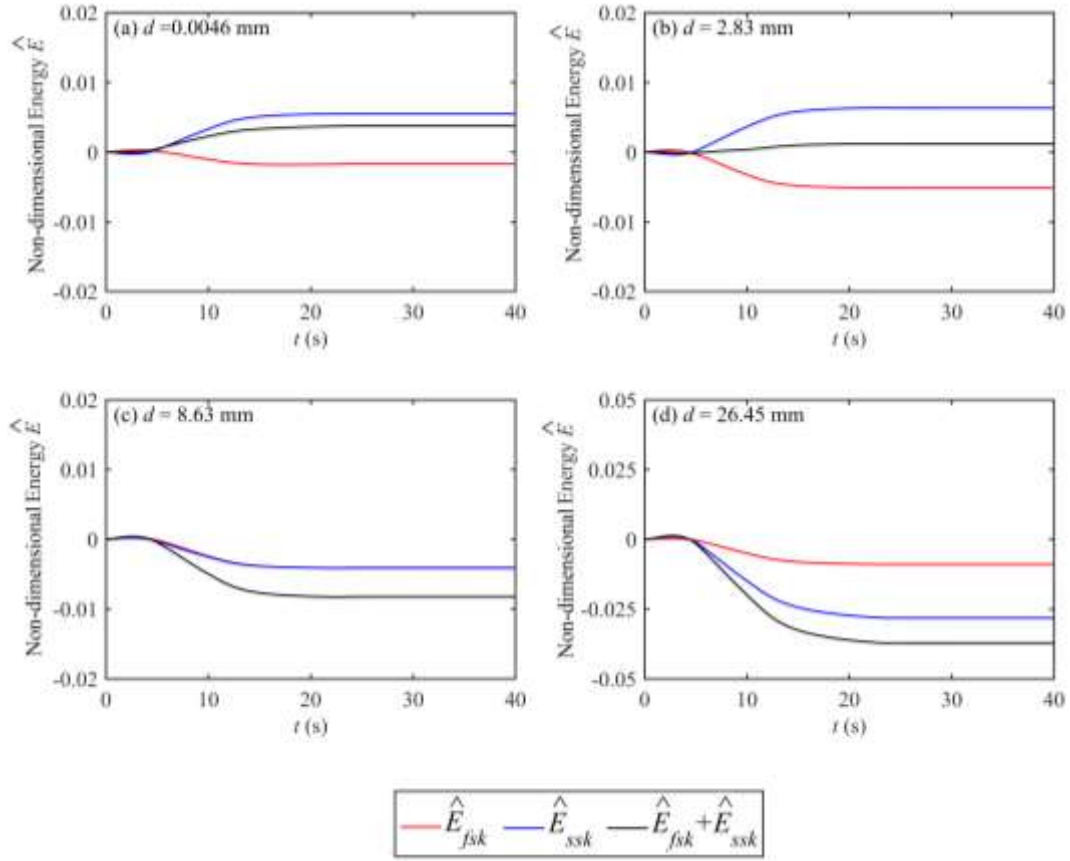 (a) d =0.0046 mm
Non-dimensional Energy Ê
0.02
0.01
0
-0.01
-0.02
0 10 20 30 40
t (s)
(b) d = 2.83 mm
Non-dimensional Energy Ê
0.02
0.01
0
-0.01
-0.02
0 10 20 30 40
t (s)
(c) d = 8.63 mm
Non-dimensional Energy Ê
0.02
0.01
0
-0.01
-0.02
0 10 20 30 40
t (s)
(d) d = 26.45 mm
Non-dimensional Energy Ê
0.05
0.025
0
-0.025
-0.05
0 10 20 30 40
t (s)
Ê_fsk Ê_ssk Ê_fsk+Ê_ssk